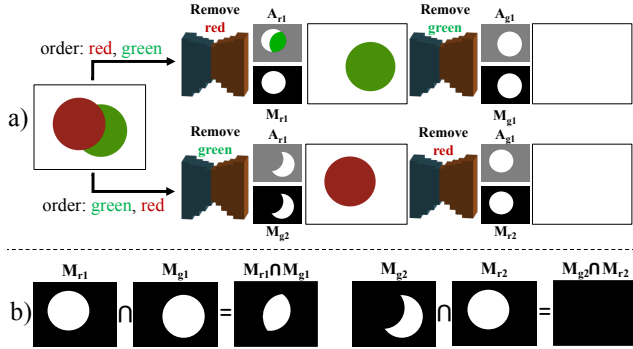 Remove
red
A_r1
Remove
green
A_g1
order: red, green
M_r1
M_g1
a)
Remove
green
A_r1
Remove
red
A_g1
order: green, red
M_g2
M_r2
b)
M_r1
M_g1
M_r1∩M_g1
M_g2
M_r2
M_g2∩M_r2
∩
=
∩
=